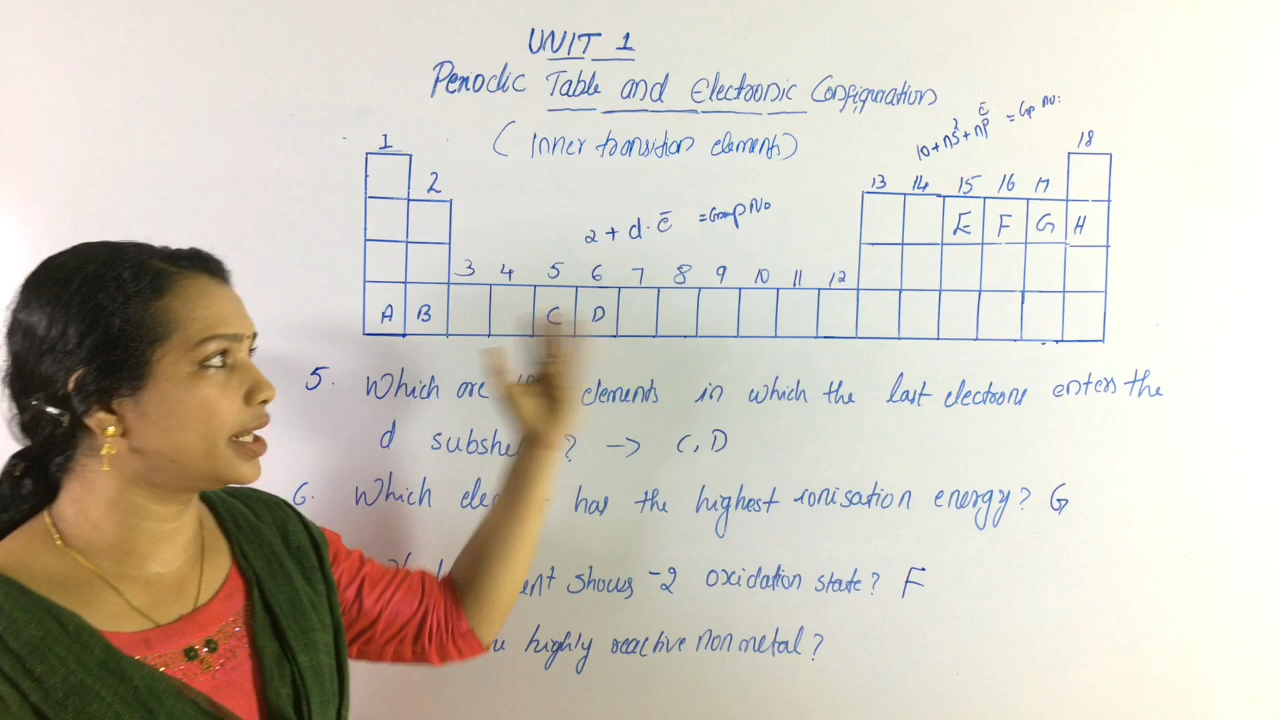 UNIT 1
Periodic Table and Electronic Configuration
(Inner transition elements)
10 + ns² + np ē = Gp No:
2 + d. ē = Group No
1 2 3 4 5 6 7 8 9 10 11 12 13 14 15 16 17 18
E F G H
A B C D
5. Which are elements in which the last electrons enters the
d subshe ? → C, D
6. Which ele has the highest ionisation energy? G
ent shows -2 oxidation state? F
highly reactive non metal?